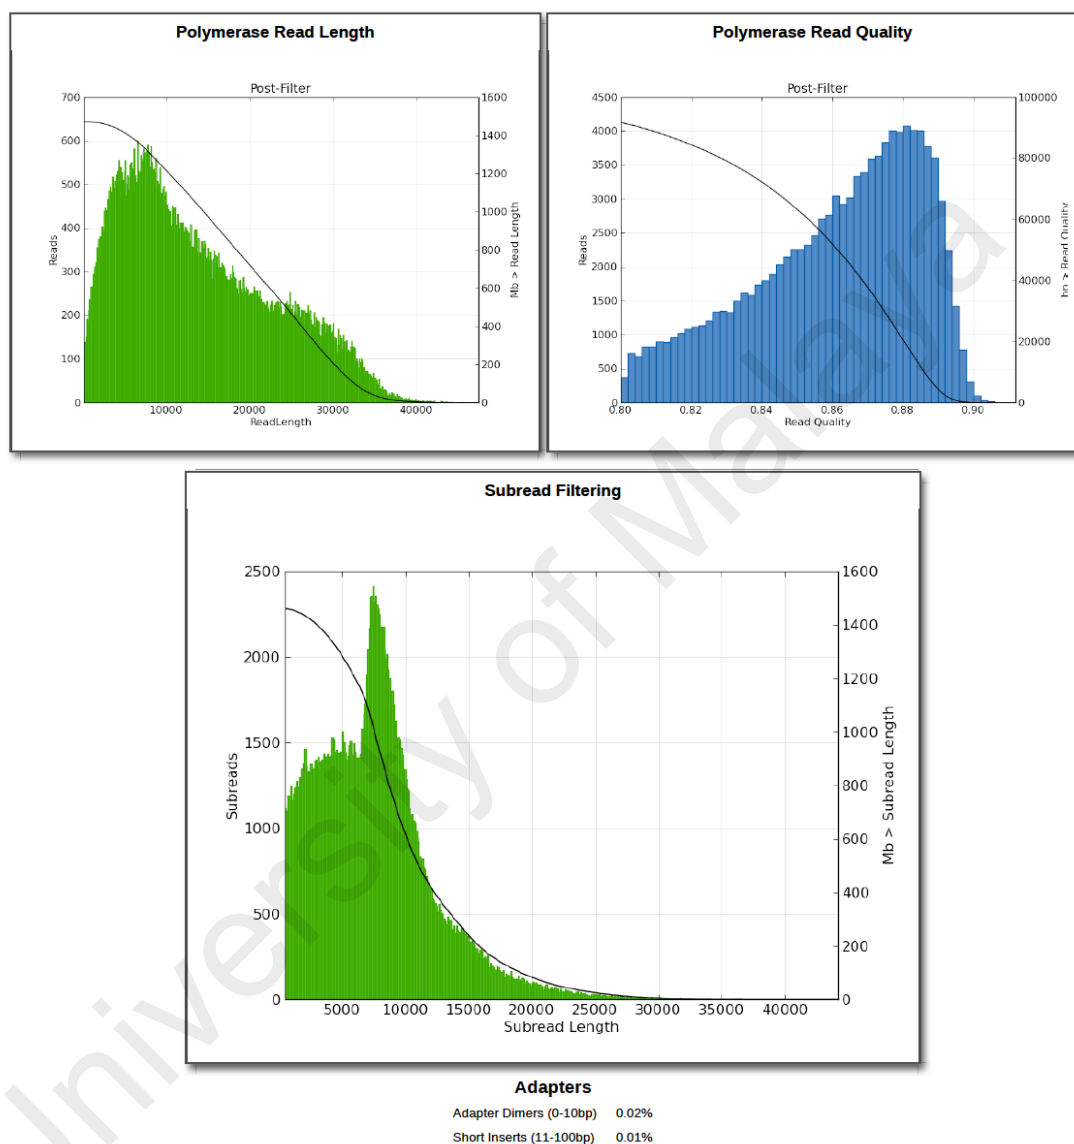 Polymerase Read Length
Post-Filter
700
600
500
400
300
200
100
0
Reads
1600
1400
1200
1000
800
600
400
200
0
Mb > Read Length
10000 20000 30000 40000
ReadLength
Polymerase Read Quality
Post-Filter
4500
4000
3500
3000
2500
2000
1500
1000
500
0
Reads
100000
80000
60000
40000
20000
0
bp > Read Quality
0.80 0.82 0.84 0.86 0.88 0.90
Read Quality
Subread Filtering
2500
2000
1500
1000
500
0
Subreads
1600
1400
1200
1000
800
600
400
200
0
Mb > Subread Length
5000 10000 15000 20000 25000 30000 35000 40000
Subread Length
Adapters
Adapter Dimers (0-10bp) 0.02%
Short Inserts (11-100bp) 0.01%
University of Malaya